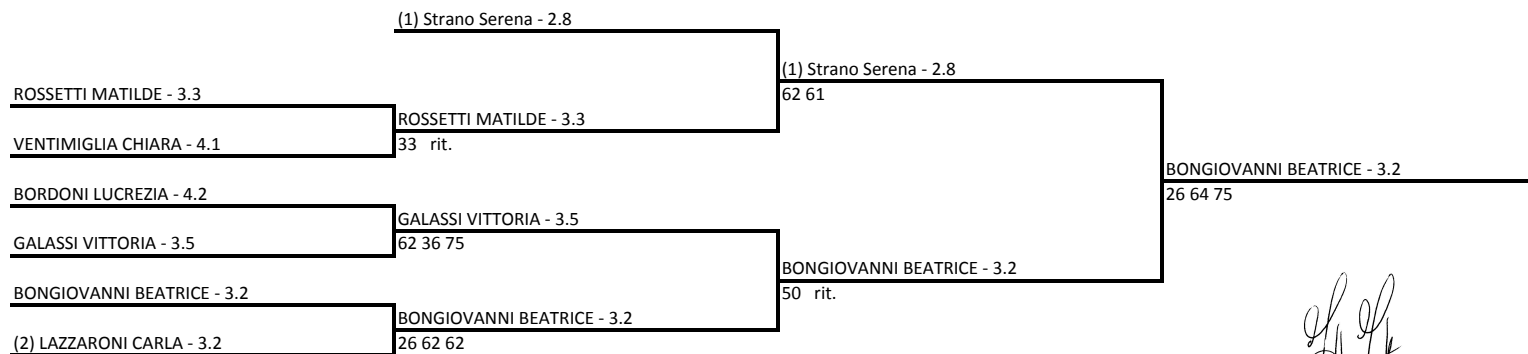 (1) Strano Serena - 2.8
(1) Strano Serena - 2.8
62 61
ROSSETTI MATILDE - 3.3
ROSSETTI MATILDE - 3.3
33 rit.
VENTIMIGLIA CHIARA - 4.1
BONGIOVANNI BEATRICE - 3.2
26 64 75
BORDONI LUCREZIA - 4.2
GALASSI VITTORIA - 3.5
62 36 75
GALASSI VITTORIA - 3.5
BONGIOVANNI BEATRICE - 3.2
50 rit.
BONGIOVANNI BEATRICE - 3.2
BONGIOVANNI BEATRICE - 3.2
26 62 62
(2) LAZZARONI CARLA - 3.2